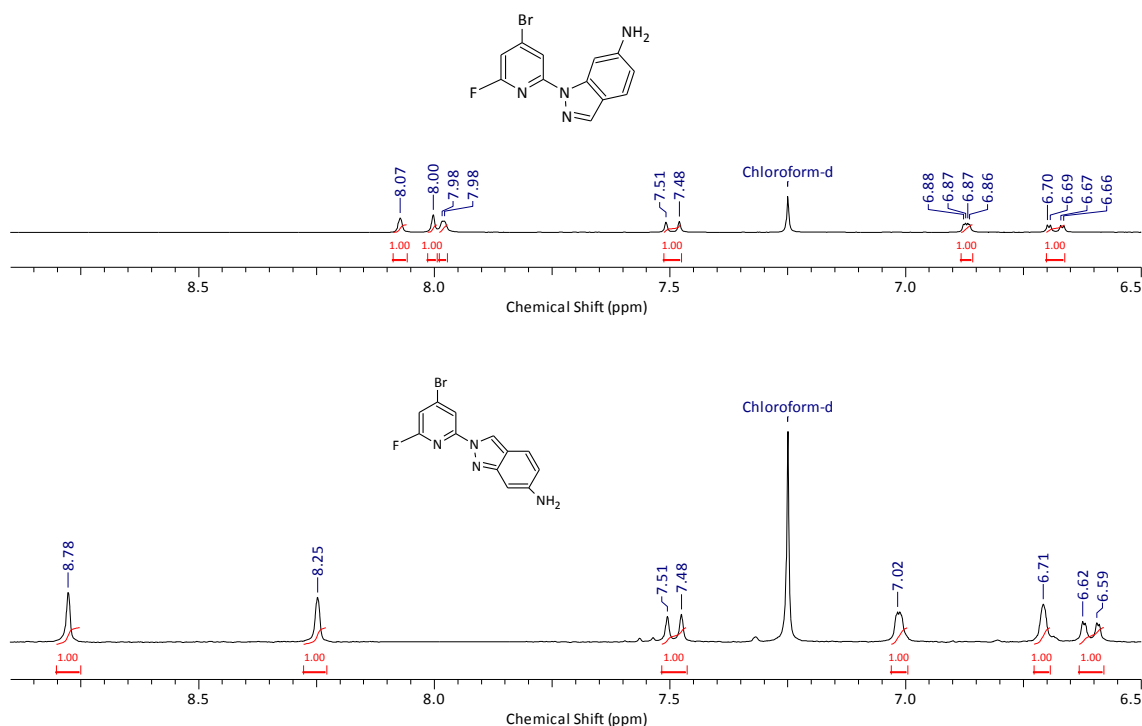 Br
NH2
F
N
N
N
8.07
8.00
7.98
7.98
7.51
7.48
Chloroform-d
6.88
6.87
6.87
6.86
6.70
6.69
6.67
6.66
1.00 1.00 1.00 1.00 1.00
8.5 8.0 7.5 7.0 6.5
Chemical Shift (ppm)
Br
F
N
N
N
NH2
8.78
8.25
7.51
7.48
Chloroform-d
7.02
6.71
6.62
6.59
1.00 1.00 1.00 1.00 1.00 1.00
8.5 8.0 7.5 7.0 6.5
Chemical Shift (ppm)